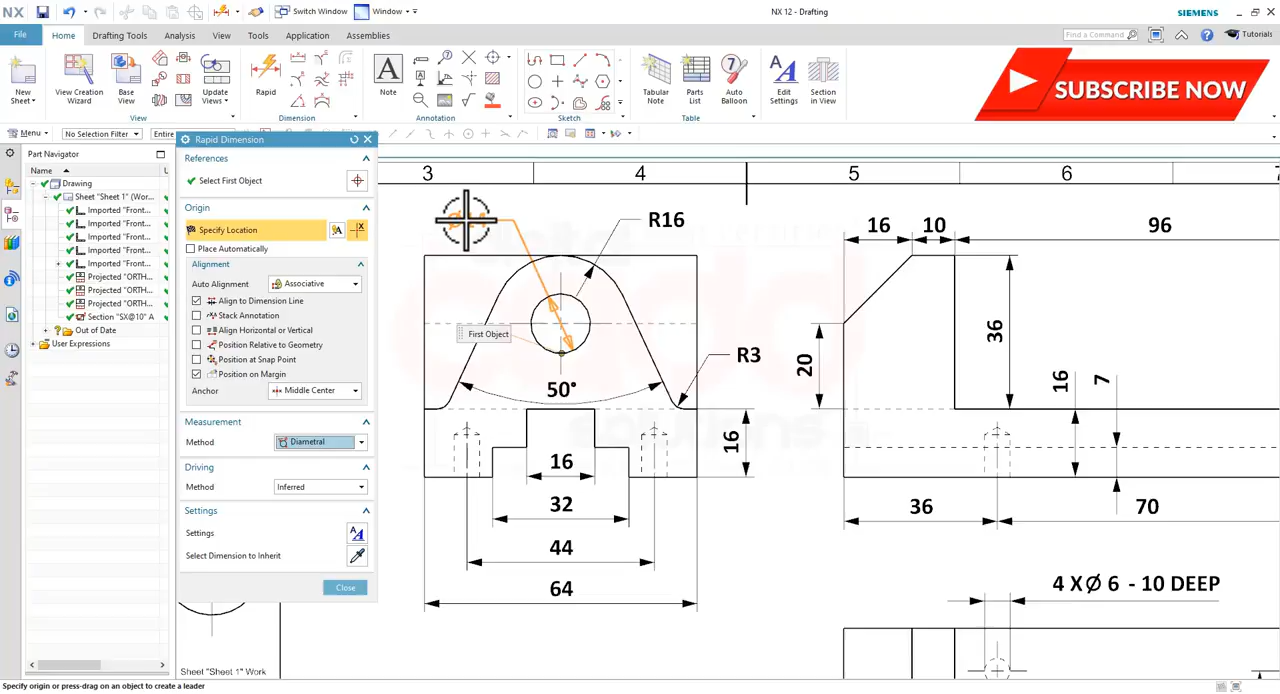 NX
Switch Window
Window
NX 12 - Drafting
SIEMENS
File
Home
Drafting Tools
Analysis
View
Tools
Application
Assemblies
Find a Command
Tutorials
New
Sheet
View Creation
Wizard
Base
View
Update
Views
Rapid
Note
Tabular
Note
Parts
List
Auto
Balloon
Edit
Settings
Section
in View
View
Dimension
Annotation
Sketch
Table
SUBSCRIBE NOW
Menu
No Selection Filter
Entire
Part Navigator
Name
Drawing
Sheet "Sheet 1" (Wor...
Imported "Front...
Imported "Front...
Imported "Front...
Imported "Front...
Imported "Front...
Projected "ORTH...
Projected "ORTH...
Projected "ORTH...
Section "SX@10" A
Out of Date
User Expressions
Rapid Dimension
References
Select First Object
Origin
Specify Location
Place Automatically
Alignment
Auto Alignment
Associative
Align to Dimension Line
Stack Annotation
Align Horizontal or Vertical
Position Relative to Geometry
Position at Snap Point
Position on Margin
Anchor
Middle Center
Measurement
Method
Diametral
Driving
Method
Inferred
Settings
Settings
Select Dimension to Inherit
Close
3
4
5
6
7
R16
First Object
R3
50°
16
16
32
44
64
16
10
96
36
20
16
7
36
70
4 X Ø 6 - 10 DEEP
Sheet "Sheet 1" Work
Specify origin or press-drag on an object to create a leader